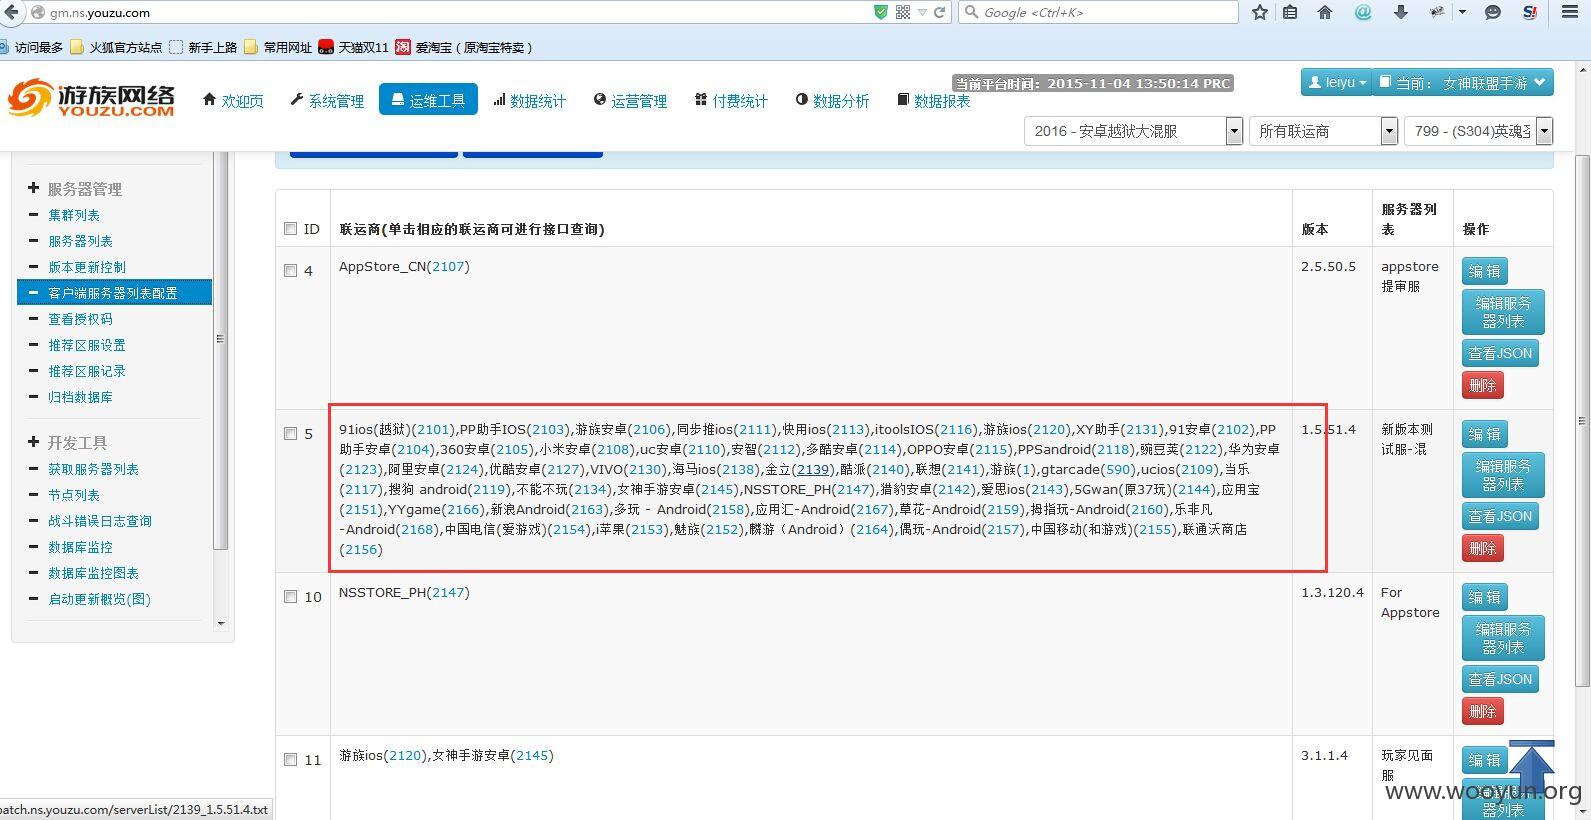 gm.ns.youzu.com
Google <Ctrl+K>
访问最多 火狐官方站点 新手上路 常用网址 天猫双11 淘 爱淘宝（原淘宝特卖）
游族网络
YOUZU.COM
欢迎页 系统管理 运维工具 数据统计 运营管理 付费统计 数据分析 数据报表
当前平台时间：2015-11-04 13:50:14 PRC
leiyu 当前： 女神联盟手游
2016 - 安卓越狱大混服 所有联运商 799 - (S304)英魂圣
服务器管理
集群列表
服务器列表
版本更新控制
客户端服务器列表配置
查看授权码
推荐区服设置
推荐区服记录
归档数据库
开发工具
获取服务器列表
节点列表
战斗错误日志查询
数据库监控
数据库监控图表
启动更新概览(图)
ID 联运商(单击相应的联运商可进行接口查询) 版本 服务器列
表 操作
4 AppStore_CN(2107) 2.5.50.5 appstore
提审服
编 辑
编辑服务
器列表
查看JSON
删除
5
91ios(越狱)(2101),PP助手IOS(2103),游族安卓(2106),同步推ios(2111),快用ios(2113),itoolsIOS(2116),游族ios(2120),XY助手(2131),91安卓(2102),PP
助手安卓(2104),360安卓(2105),小米安卓(2108),uc安卓(2110),安智(2112),多酷安卓(2114),OPPO安卓(2115),PPSandroid(2118),豌豆荚(2122),华为安卓
(2123),阿里安卓(2124),优酷安卓(2127),VIVO(2130),海马ios(2138),金立(2139),酷派(2140),联想(2141),游族(1),gtarcade(590),ucios(2109),当乐
(2117),搜狗 android(2119),不能不玩(2134),女神手游安卓(2145),NSSTORE_PH(2147),猎豹安卓(2142),爱思ios(2143),5Gwan(原37玩)(2144),应用宝
(2151),YYgame(2166),新浪Android(2163),多玩 - Android(2158),应用汇-Android(2167),草花-Android(2159),拇指玩-Android(2160),乐非凡
-Android(2168),中国电信(爱游戏)(2154),i苹果(2153),魅族(2152),麟游（Android）(2164),偶玩-Android(2157),中国移动(和游戏)(2155),联通沃商店
(2156)
1.5.51.4 新版本测
试服-混
编 辑
编辑服务
器列表
查看JSON
删除
10 NSSTORE_PH(2147) 1.3.120.4 For
Appstore
编 辑
编辑服务
器列表
查看JSON
删除
11 游族ios(2120),女神手游安卓(2145) 3.1.1.4 玩家见面
服
编 辑
器列表
www.wooyun.org
patch.ns.youzu.com/serverList/2139_1.5.51.4.txt